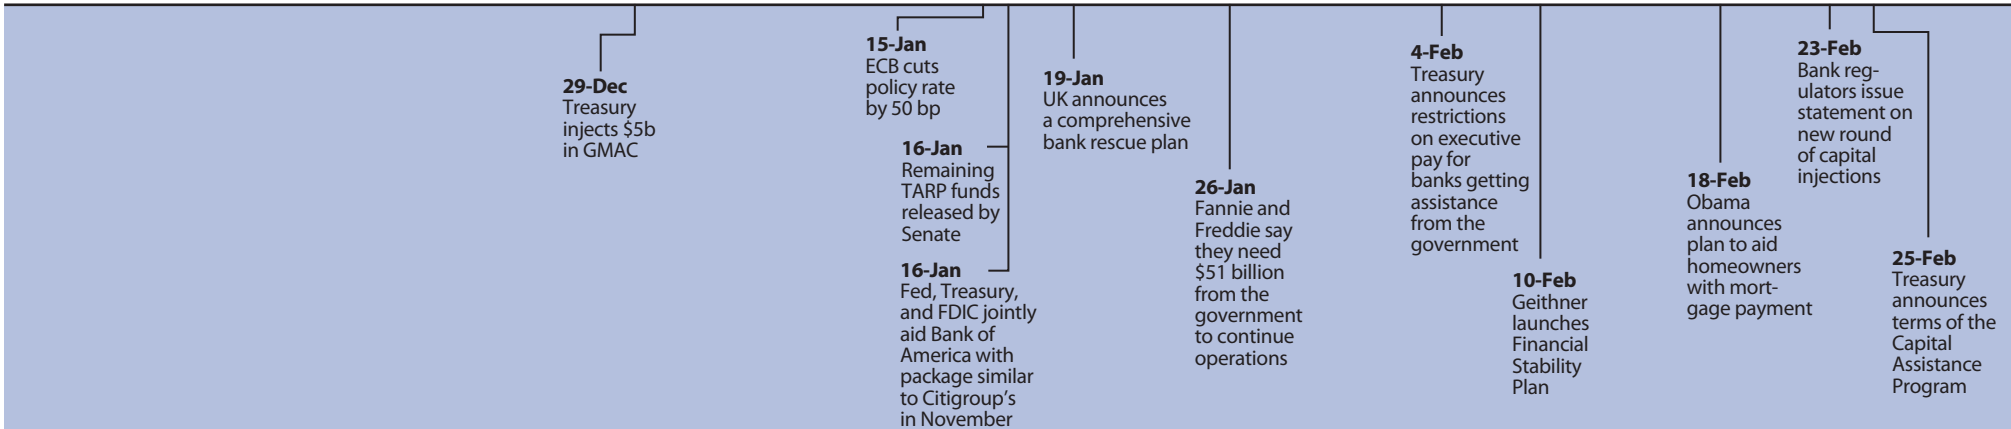 29-Dec
Treasury
injects $5b
in GMAC
15-Jan
ECB cuts
policy rate
by 50 bp
16-Jan
Remaining
TARP funds
released by
Senate
16-Jan
Fed, Treasury,
and FDIC jointly
aid Bank of
America with
package similar
to Citigroup’s
in November
19-Jan
UK announces
a comprehensive
bank rescue plan
26-Jan
Fannie and
Freddie say
they need
$51 billion
from the
government
to continue
operations
4-Feb
Treasury
announces
restrictions
on executive
pay for
banks getting
assistance
from the
government
10-Feb
Geithner
launches
Financial
Stability
Plan
18-Feb
Obama
announces
plan to aid
homeowners
with mort-
gage payment
23-Feb
Bank reg-
ulators issue
statement on
new round
of capital
injections
25-Feb
Treasury
announces
terms of the
Capital
Assistance
Program